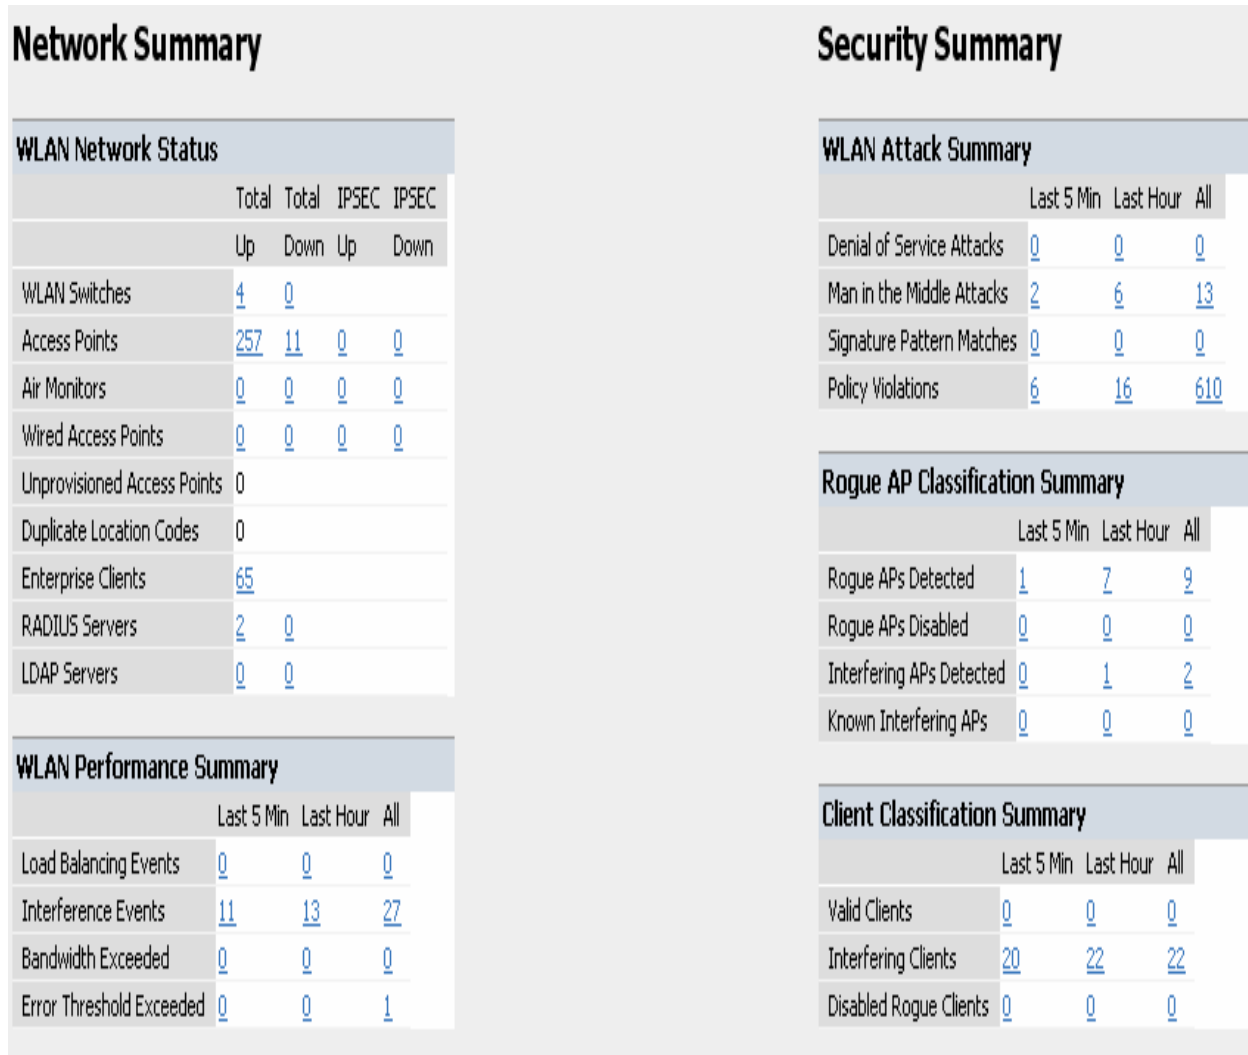 Network Summary
WLAN Network Status
Total Total IPSEC IPSEC
Up Down Up Down
WLAN Switches 4 0
Access Points 257 11 0 0
Air Monitors 0 0 0 0
Wired Access Points 0 0 0 0
Unprovisioned Access Points 0
Duplicate Location Codes 0
Enterprise Clients 65
RADIUS Servers 2 0
LDAP Servers 0 0
WLAN Performance Summary
Last 5 Min Last Hour All
Load Balancing Events 0 0 0
Interference Events 11 13 27
Bandwidth Exceeded 0 0 0
Error Threshold Exceeded 0 0 1
Security Summary
WLAN Attack Summary
Last 5 Min Last Hour All
Denial of Service Attacks 0 0 0
Man in the Middle Attacks 2 6 13
Signature Pattern Matches 0 0 0
Policy Violations 6 16 610
Rogue AP Classification Summary
Last 5 Min Last Hour All
Rogue APs Detected 1 7 9
Rogue APs Disabled 0 0 0
Interfering APs Detected 0 1 2
Known Interfering APs 0 0 0
Client Classification Summary
Last 5 Min Last Hour All
Valid Clients 0 0 0
Interfering Clients 20 22 22
Disabled Rogue Clients 0 0 0